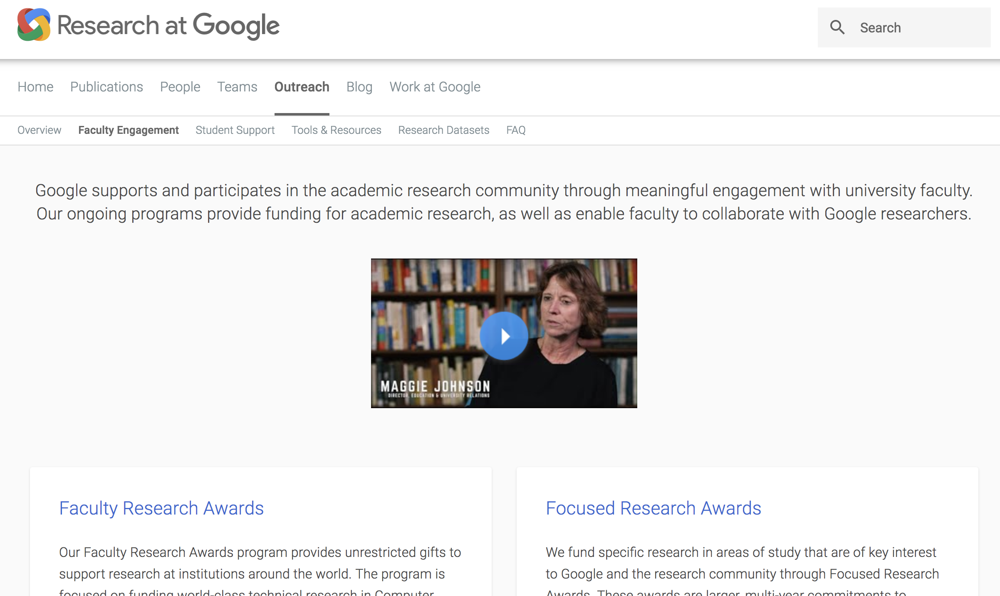 Research at Google
Search
Home Publications People Teams Outreach Blog Work at Google
Overview Faculty Engagement Student Support Tools & Resources Research Datasets FAQ
Google supports and participates in the academic research community through meaningful engagement with university faculty.
Our ongoing programs provide funding for academic research, as well as enable faculty to collaborate with Google researchers.
MAGGIE JOHNSON
DIRECTOR, EDUCATION & UNIVERSITY RELATIONS
Faculty Research Awards
Our Faculty Research Awards program provides unrestricted gifts to
support research at institutions around the world. The program is
focused on funding world-class technical research in Computer
Focused Research Awards
We fund specific research in areas of study that are of key interest
to Google and the research community through Focused Research
Awards. These awards are larger, multi-year commitments to